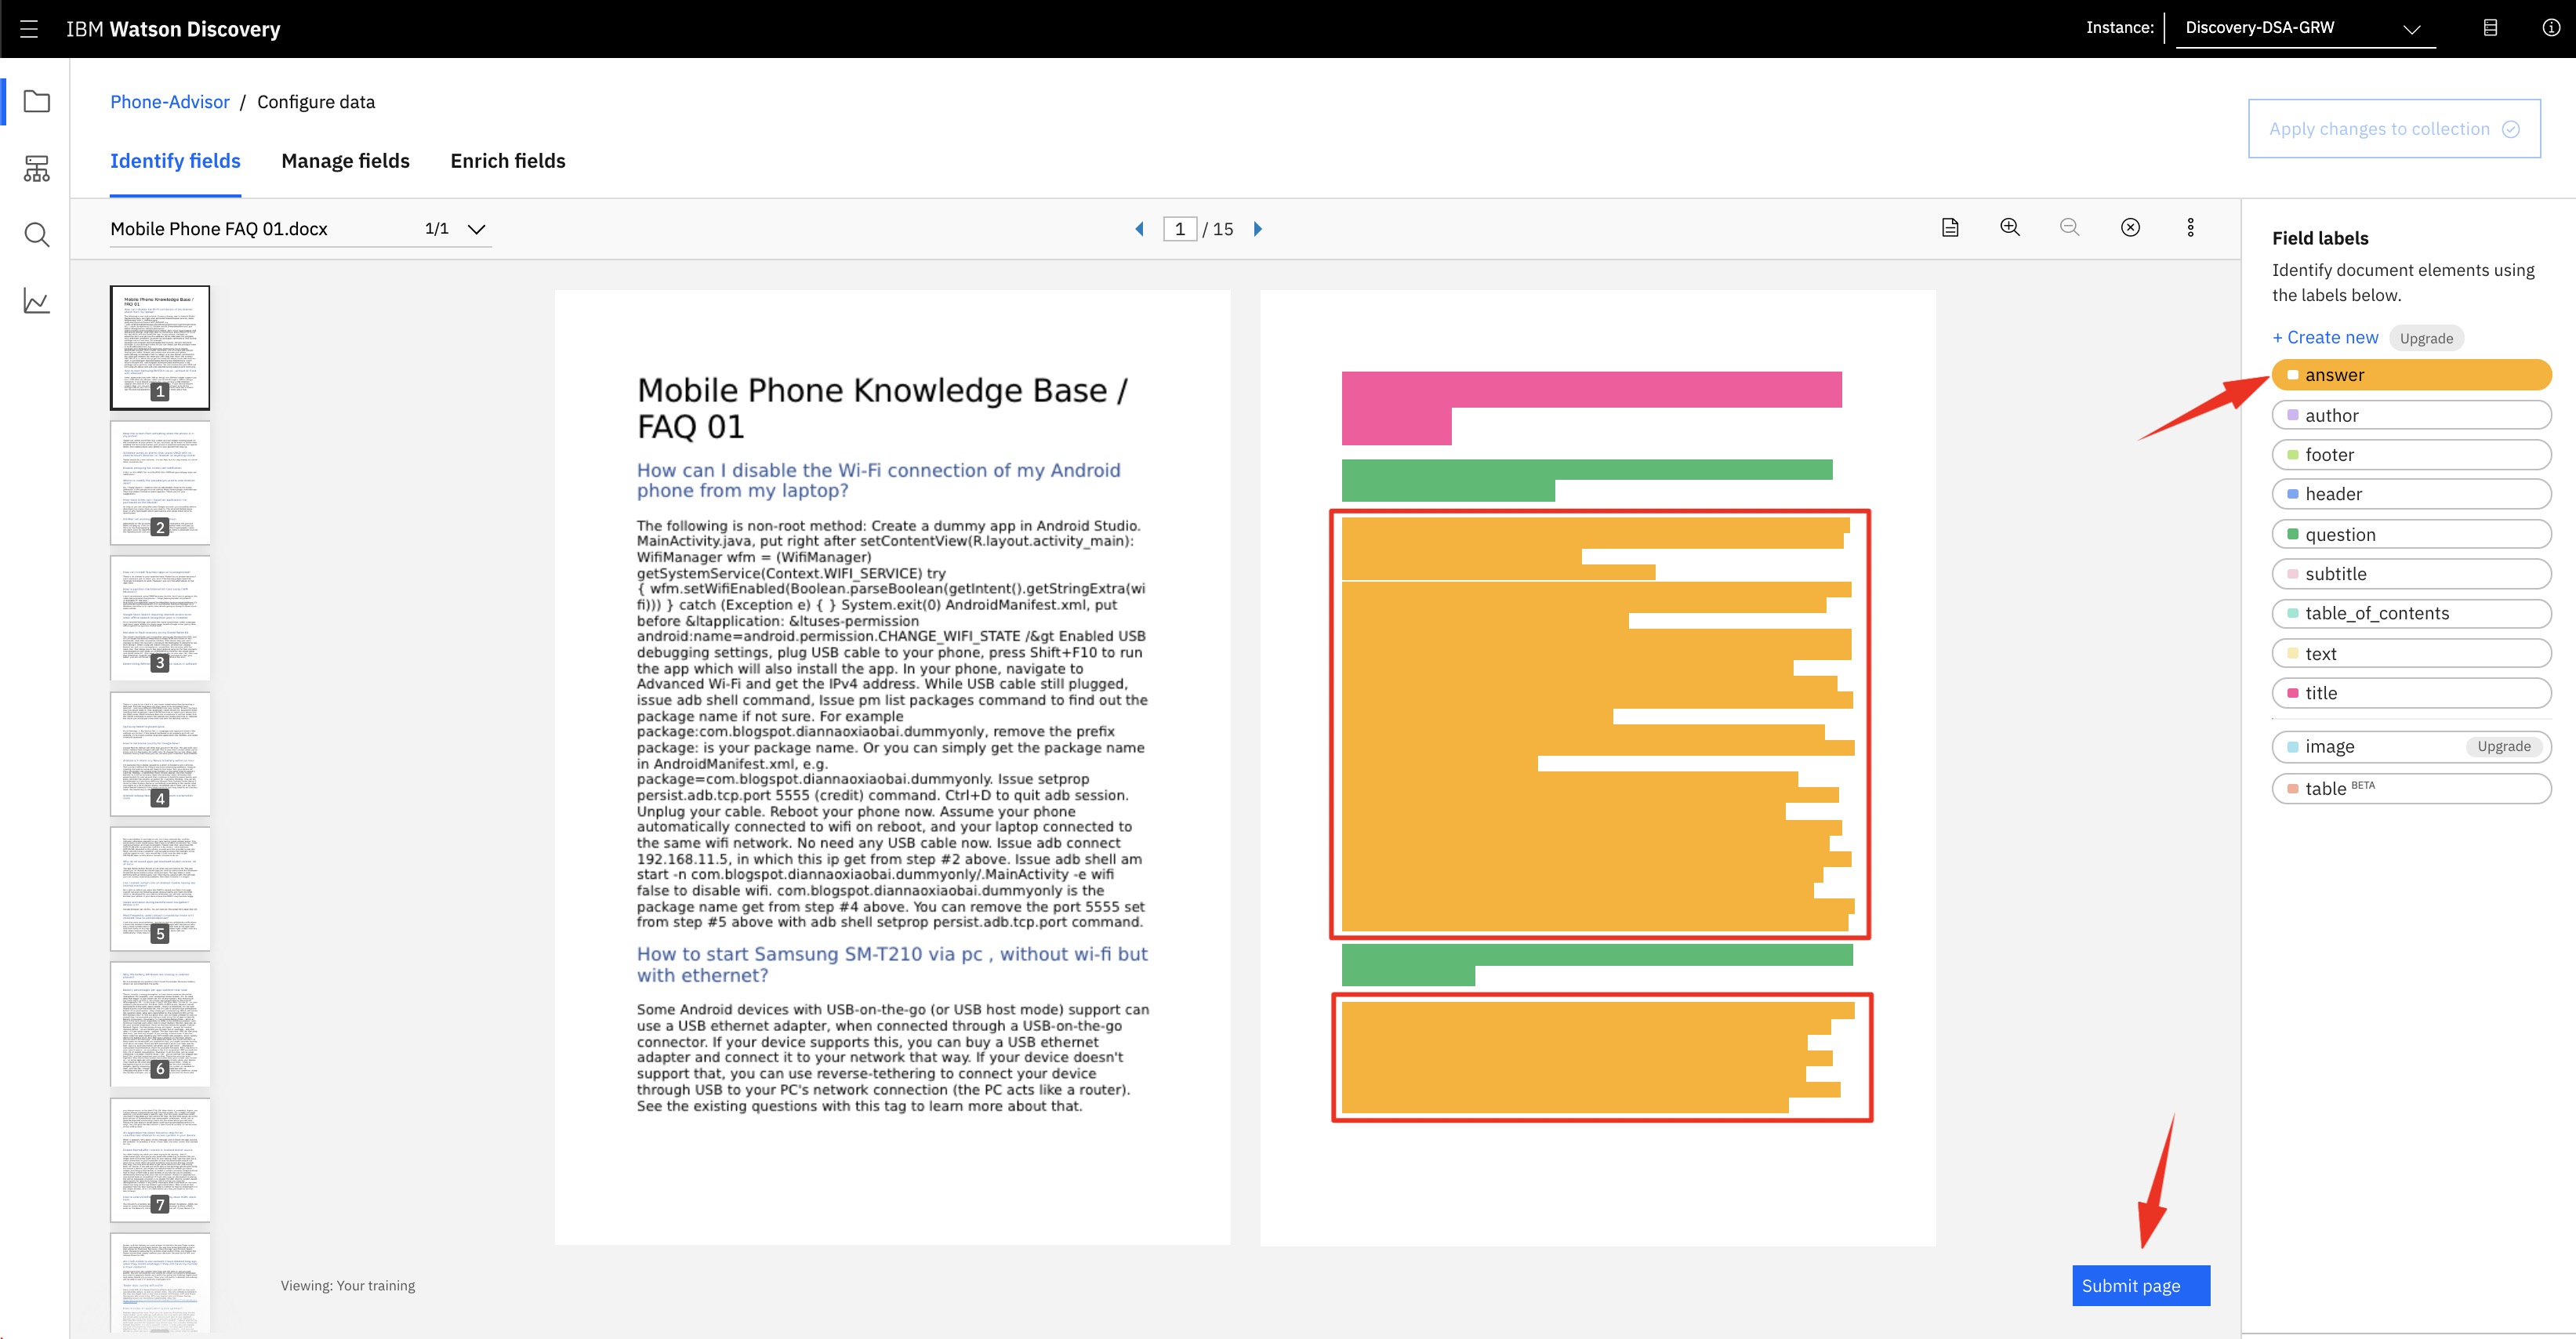 IBM Watson Discovery
Instance:
Discovery-DSA-GRW
Phone-Advisor / Configure data
Apply changes to collection
Identify fields
Manage fields
Enrich fields
Mobile Phone FAQ 01.docx
1/1
1 / 15
Mobile Phone Knowledge Base /
FAQ 01
1
2
3
4
5
6
7
Mobile Phone Knowledge Base /
FAQ 01
How can I disable the Wi-Fi connection of my Android
phone from my laptop?
The following is non-root method: Create a dummy app in Android Studio.
MainActivity.java, put right after setContentView(R.layout.activity_main):
WifiManager wfm = (WifiManager)
getSystemService(Context.WIFI_SERVICE) try
{ wfm.setWifiEnabled(Boolean.parseBoolean(getIntent().getStringExtra(wi
fi))) } catch (Exception e) { } System.exit(0) AndroidManifest.xml, put
before &ltapplication: &ltuses-permission
android:name=android.permission.CHANGE_WIFI_STATE /&gt Enabled USB
debugging settings, plug USB cable to your phone, press Shift+F10 to run
the app which will also install the app. In your phone, navigate to
Advanced Wi-Fi and get the IPv4 address. While USB cable still plugged,
issue adb shell command, Issue pm list packages command to find out the
package name if not sure. For example
package:com.blogspot.diannaoxiaobai.dummyonly, remove the prefix
package: is your package name. Or you can simply get the package name
in AndroidManifest.xml, e.g.
package=com.blogspot.diannaoxiaobai.dummyonly. Issue setprop
persist.adb.tcp.port 5555 (credit) command. Ctrl+D to quit adb session.
Unplug your cable. Reboot your phone now. Assume your phone
automatically connected to wifi on reboot, and your laptop connected to
the same wifi network. No need any USB cable now. Issue adb connect
192.168.11.5, in which this ip get from step #2 above. Issue adb shell am
start -n com.blogspot.diannaoxiaobai.dummyonly/.MainActivity -e wifi
false to disable wifi. com.blogspot.diannaoxiaobai.dummyonly is the
package name get from step #4 above. You can remove the port 5555 set
from step #5 above with adb shell setprop persist.adb.tcp.port command.
How to start Samsung SM-T210 via pc , without wi-fi but
with ethernet?
Some Android devices with USB-on-the-go (or USB host mode) support can
use a USB ethernet adapter, when connected through a USB-on-the-go
connector. If your device supports this, you can buy a USB ethernet
adapter and connect it to your network that way. If your device doesn't
support that, you can use reverse-tethering to connect your device
through USB to your PC's network connection (the PC acts like a router).
See the existing questions with this tag to learn more about that.
Viewing: Your training
Submit page
Field labels
Identify document elements using
the labels below.
+ Create new Upgrade
answer
author
footer
header
question
subtitle
table_of_contents
text
title
image Upgrade
table BETA